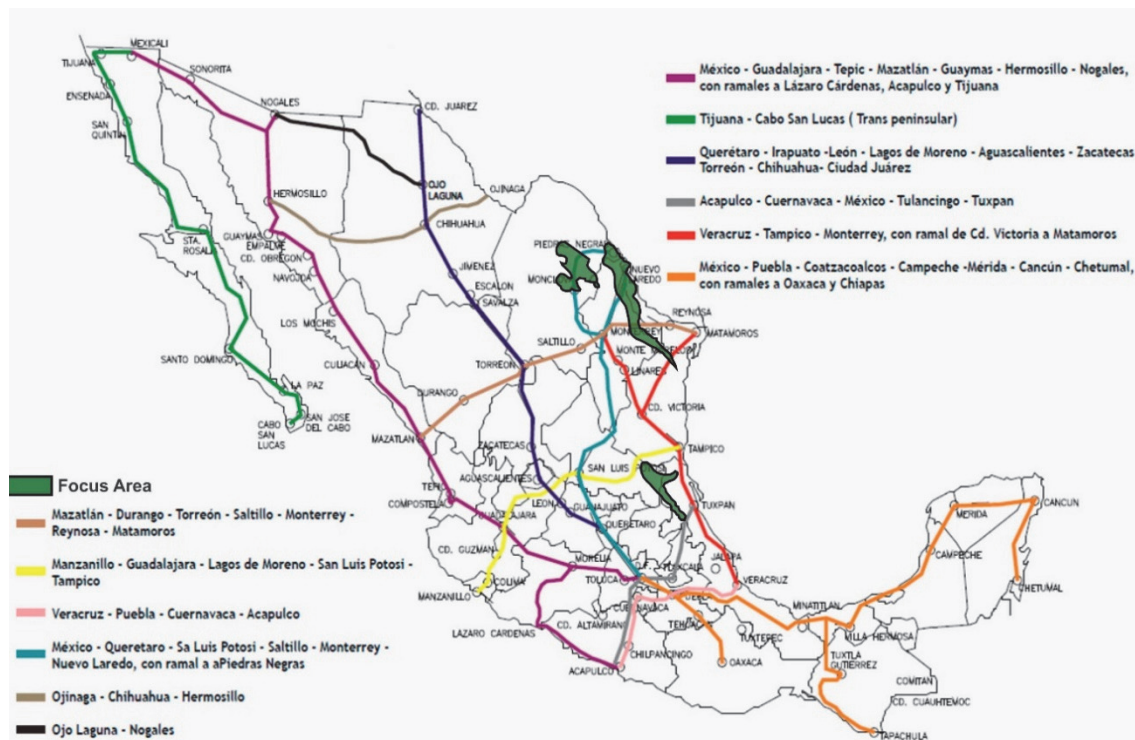 México - Guadalajara - Tepic - Mazatlán - Guaymas - Hermosillo - Nogales,
con ramales a Lázaro Cárdenas, Acapulco y Tijuana
Tijuana - Cabo San Lucas ( Trans peninsular)
Querétaro - Irapuato -León - Lagos de Moreno - Aguascalientes - Zacatecas
Torreón - Chihuahua- Ciudad Juárez
Acapulco - Cuernavaca - México - Tulancingo - Tuxpan
Veracruz - Tampico - Monterrey, con ramal de Cd. Victoria a Matamoros
México - Puebla - Coatzacoalcos - Campeche -Mérida - Cancún - Chetumal,
con ramales a Oaxaca y Chiapas
MEXICALI
TIJUANA
SONORITA
ENSENADA
NOGALES
CD. JUAREZ
SAN
QUINTIN
OJO
LAGUNA
OJINAGA
HERMOSILLO
CHIHUAHUA
GUAYMAS
EMPALME
CD. OBREGON
STA.
ROSALA
NAVOJOA
JIMENEZ
ESCALON
SAVALZA
PIEDRAS NEGRAS
NUEVO
LAREDO
LOS MOCHIS
REYNOSA
MATAMOROS
MONTERREY
SALTILLO
LINARES
SANTO DOMINGO
CULIACAN
TORREON
LA PAZ
DURANGO
CD. VICTORIA
CABO
SAN
LUCAS
SAN JOSE
DEL CABO
MAZATLAN
ZACATECAS
TAMPICO
SAN LUIS
AGUASCALIENTES
Focus Area
TEPIC
COMPOSTELA
LEON
GUANAJUATO
TUXPAN
CANCUN
MERIDA
QUERETARO
CD. GUZMAN
MORELIA
JALAPA
CAMPECHE
TOLUCA
D.F.
COLIMA
MANZANILLO
VERACRUZ
CHETUMAL
CUERNAVACA
MINATITLAN
CD. ALTAMIRAN
LAZARO CARDENAS
TUXTEPEC
VILLA HERMOSA
CHILPANCINGO
OAXACA
TUXTLA
GUTIERREZ
ACAPULCO
COMITAN
CD. CUAUHTEMOC
TAPACHULA
Mazatlán - Durango - Torreón - Saltillo - Monterrey -
Reynosa - Matamoros
Manzanillo - Guadalajara - Lagos de Moreno - San Luis Potosi -
Tampico
Veracruz - Puebla - Cuernavaca - Acapulco
México - Queretaro - Sa Luis Potosi - Saltillo - Monterrey -
Nuevo Laredo, con ramal a aPiedras Negras
Ojinaga - Chihuahua - Hermosillo
Ojo Laguna - Nogales